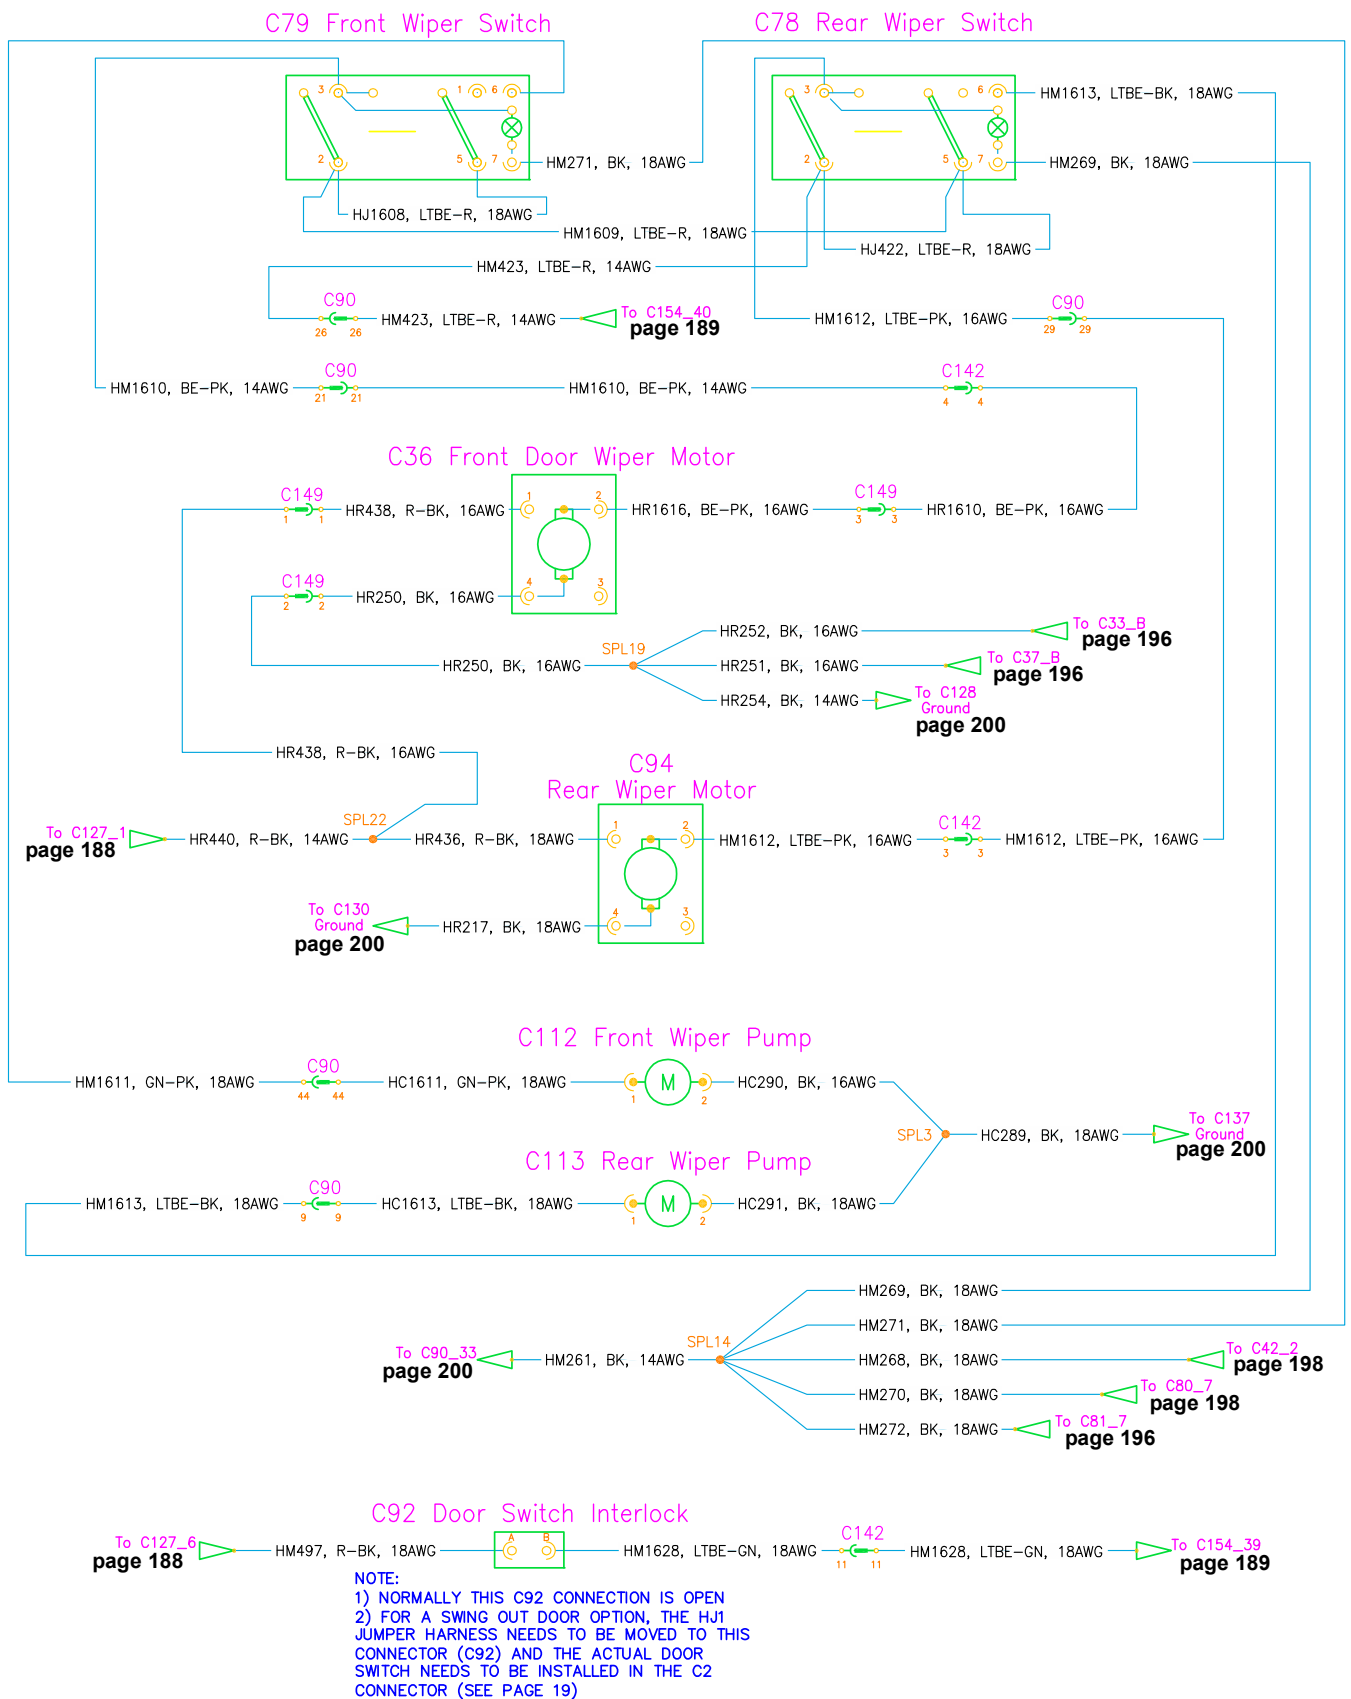 C79 Front Wiper Switch
C78 Rear Wiper Switch
3 1 6
2 5 7
3 6
2 5 7
HM1613, LTBE-BK, 18AWG
HM271, BK, 18AWG
HM269, BK, 18AWG
HJ1608, LTBE-R, 18AWG
HM1609, LTBE-R, 18AWG
HJ422, LTBE-R, 18AWG
HM423, LTBE-R, 14AWG
C90
26 26
HM423, LTBE-R, 14AWG
To C154_40
page 189
HM1612, LTBE-PK, 16AWG
C90
29 29
HM1610, BE-PK, 14AWG
C90
21 21
HM1610, BE-PK, 14AWG
C142
4 4
C36 Front Door Wiper Motor
C149
1 1
HR438, R-BK, 16AWG
1 2
HR1616, BE-PK, 16AWG
C149
3 3
HR1610, BE-PK, 16AWG
C149
2 2
HR250, BK, 16AWG
4 3
HR252, BK, 16AWG
To C33_B
page 196
SPL19
HR250, BK, 16AWG
HR251, BK, 16AWG
To C37_B
page 196
HR254, BK, 14AWG
To C128
Ground
page 200
HR438, R-BK, 16AWG
C94
Rear Wiper Motor
To C127_1
page 188
HR440, R-BK, 14AWG
SPL22
HR436, R-BK, 18AWG
1 2
HM1612, LTBE-PK, 16AWG
C142
3 3
HM1612, LTBE-PK, 16AWG
To C130
Ground
page 200
HR217, BK, 18AWG
4 3
C112 Front Wiper Pump
HM1611, GN-PK, 18AWG
C90
44 44
HC1611, GN-PK, 18AWG
1 M 2
HC290, BK, 16AWG
SPL3
HC289, BK, 18AWG
To C137
Ground
page 200
C113 Rear Wiper Pump
HM1613, LTBE-BK, 18AWG
C90
9 9
HC1613, LTBE-BK, 18AWG
1 M 2
HC291, BK, 18AWG
HM269, BK, 18AWG
HM271, BK, 18AWG
To C90_33
page 200
HM261, BK, 14AWG
SPL14
HM268, BK, 18AWG
To C42_2
page 198
HM270, BK, 18AWG
To C80_7
page 198
HM272, BK, 18AWG
To C81_7
page 196
C92 Door Switch Interlock
To C127_6
page 188
HM497, R-BK, 18AWG
A B
HM1628, LTBE-GN, 18AWG
C142
11 11
HM1628, LTBE-GN, 18AWG
To C154_39
page 189
NOTE:
1) NORMALLY THIS C92 CONNECTION IS OPEN
2) FOR A SWING OUT DOOR OPTION, THE HJ1
JUMPER HARNESS NEEDS TO BE MOVED TO THIS
CONNECTOR (C92) AND THE ACTUAL DOOR
SWITCH NEEDS TO BE INSTALLED IN THE C2
CONNECTOR (SEE PAGE 19)